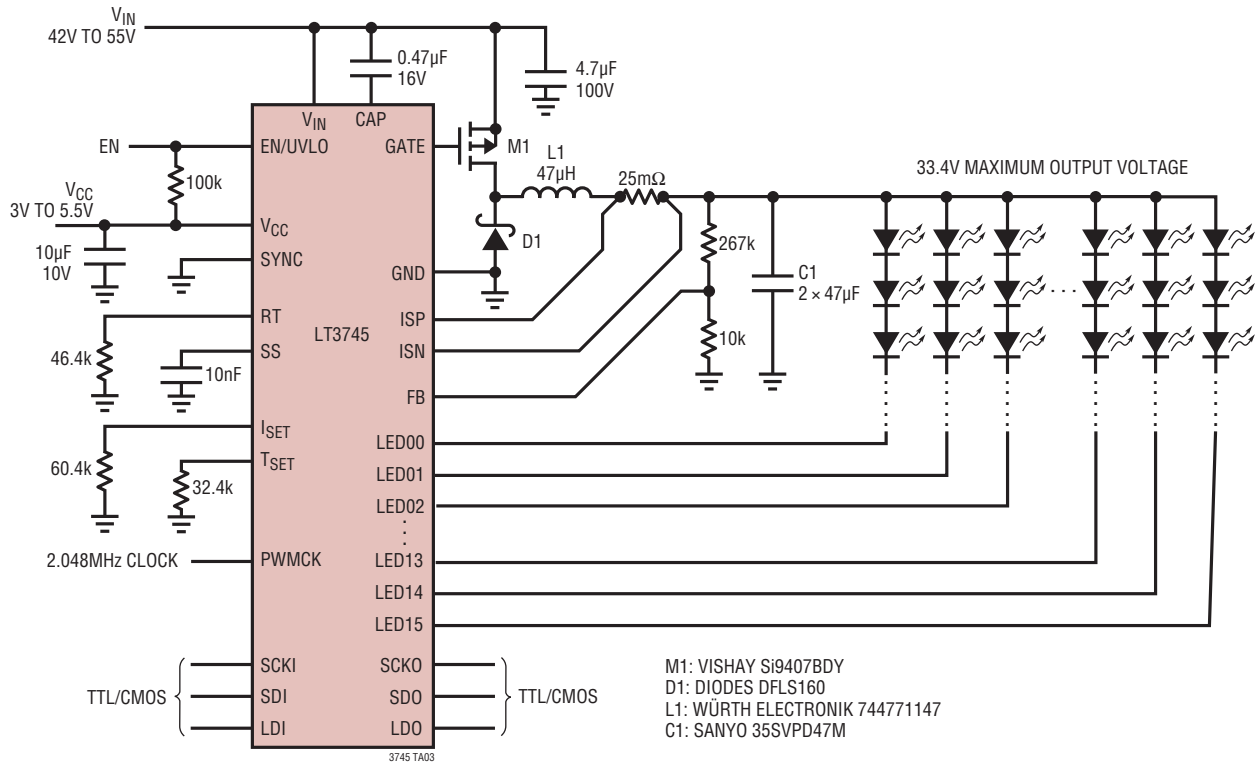 VIN
42V TO 55V
0.47µF
16V
4.7µF
100V
VIN
CAP
EN
EN/UVLO
GATE
M1
100k
L1
47µH
25mΩ
33.4V MAXIMUM OUTPUT VOLTAGE
VCC
3V TO 5.5V
VCC
10µF
10V
SYNC
D1
267k
GND
C1
2 × 47µF
RT
LT3745
ISP
46.4k
SS
10nF
ISN
10k
FB
ISET
LED00
60.4k
TSET
32.4k
LED01
LED02
2.048MHz CLOCK
PWMCK
LED13
LED14
LED15
TTL/CMOS
SCKI
SDI
LDI
SCKO
SDO
LDO
TTL/CMOS
M1: VISHAY Si9407BDY
D1: DIODES DFLS160
L1: WÜRTH ELECTRONIK 744771147
C1: SANYO 35SVPD47M
3745 TA03